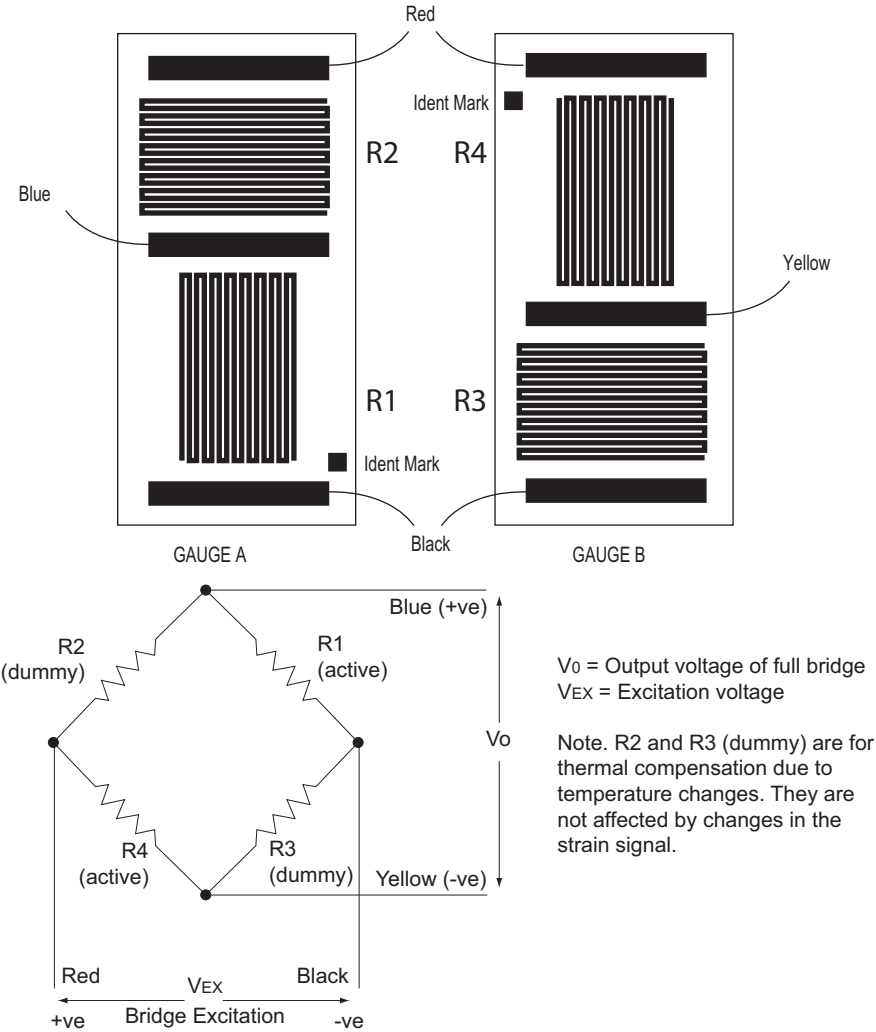 Red
Ident Mark
R2
R4
Blue
Yellow
R1
R3
Ident Mark
Black
GAUGE A
GAUGE B
Blue (+ve)
R2
(dummy)
R1
(active)
V0 = Output voltage of full bridge
VEX = Excitation voltage
Vo
Note. R2 and R3 (dummy) are for
thermal compensation due to
temperature changes. They are
not affected by changes in the
strain signal.
R4
(active)
R3
(dummy)
Yellow (-ve)
Red
Black
VEX
+ve
Bridge Excitation
-ve